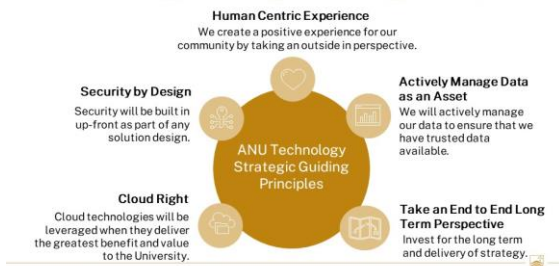 Human Centric Experience
We create a positive experience for our
community by taking an outside in perspective.
Security by Design
Security will be built in
up-front as part of any
solution design.
Actively Manage Data
as an Asset
We will actively manage
our data to ensure that we
have trusted data
available.
ANU Technology
Strategic Guiding
Principles
Cloud Right
Cloud technologies will be
leveraged when they deliver
the greatest benefit and value
to the University.
Take an End to End Long
Term Perspective
Invest for the long term
and delivery of strategy.